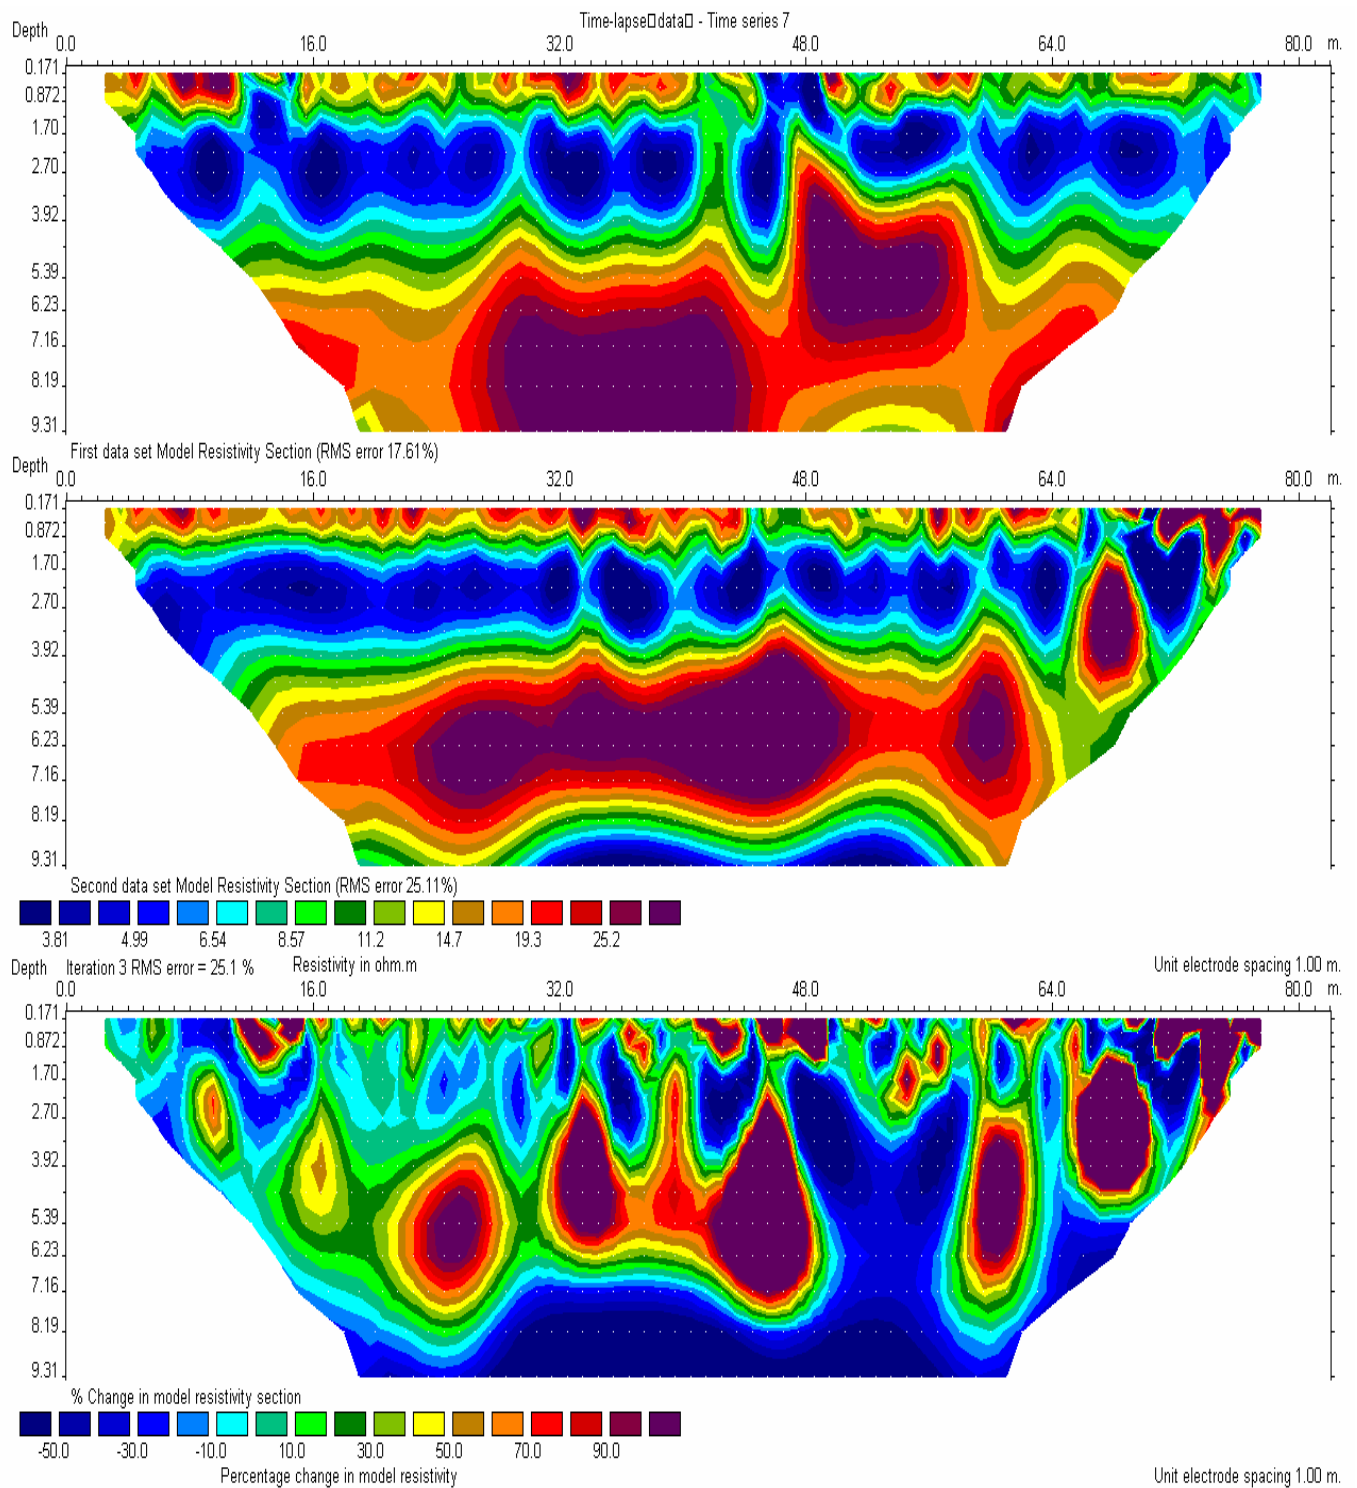 Time-lapse□data□ - Time series 7
Depth 0.0 16.0 32.0 48.0 64.0 80.0 m.
0.171
0.872
1.70
2.70
3.92
5.39
6.23
7.16
8.19
9.31
First data set Model Resistivity Section (RMS error 17.61%)
Depth 0.0 16.0 32.0 48.0 64.0 80.0 m.
0.171
0.872
1.70
2.70
3.92
5.39
6.23
7.16
8.19
9.31
Second data set Model Resistivity Section (RMS error 25.11%)
3.81 4.99 6.54 8.57 11.2 14.7 19.3 25.2
Depth Iteration 3 RMS error = 25.1 % Resistivity in ohm.m Unit electrode spacing 1.00 m.
0.0 16.0 32.0 48.0 64.0 80.0 m.
0.171
0.872
1.70
2.70
3.92
5.39
6.23
7.16
8.19
9.31
% Change in model resistivity section
-50.0 -30.0 -10.0 10.0 30.0 50.0 70.0 90.0
Percentage change in model resistivity Unit electrode spacing 1.00 m.